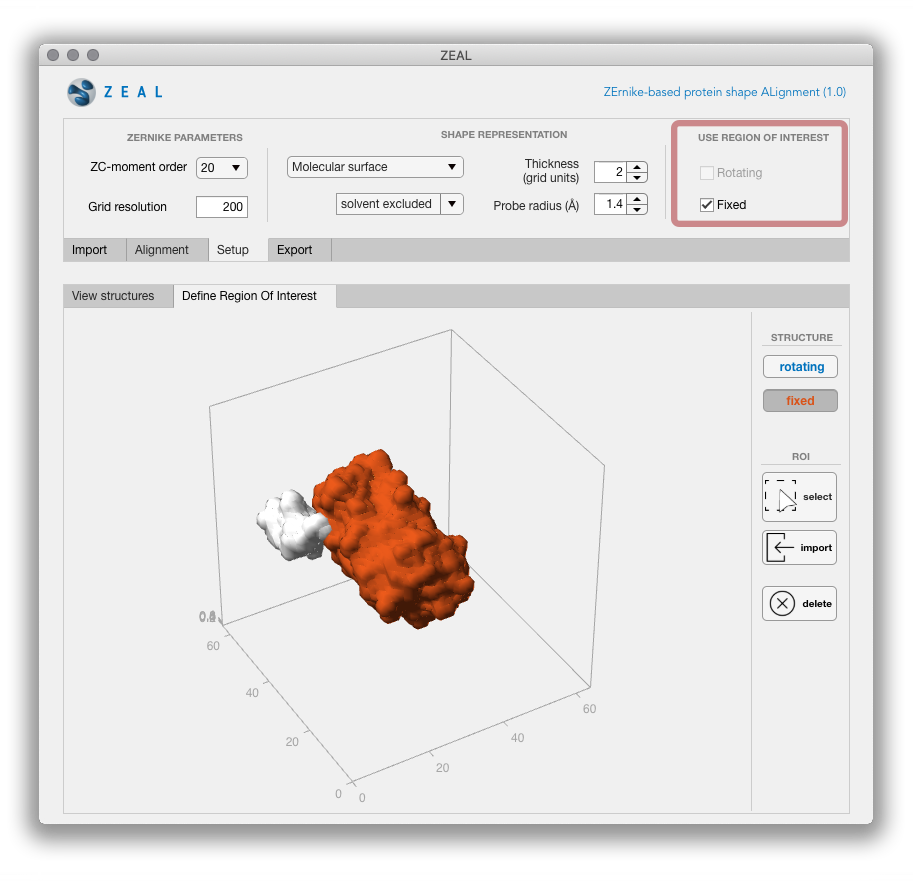 ZEAL
Z E A L
ZErnike-based protein shape ALignment (1.0)
ZERNIKE PARAMETERS
SHAPE REPRESENTATION
USE REGION OF INTEREST
ZC-moment order
20
Molecular surface
Thickness
(grid units)
2
Rotating
Grid resolution
200
solvent excluded
Probe radius (Å)
1.4
Fixed
Import
Alignment
Setup
Export
View structures
Define Region Of Interest
STRUCTURE
rotating
fixed
ROI
select
import
delete
60
40
20
0
0
20
40
60